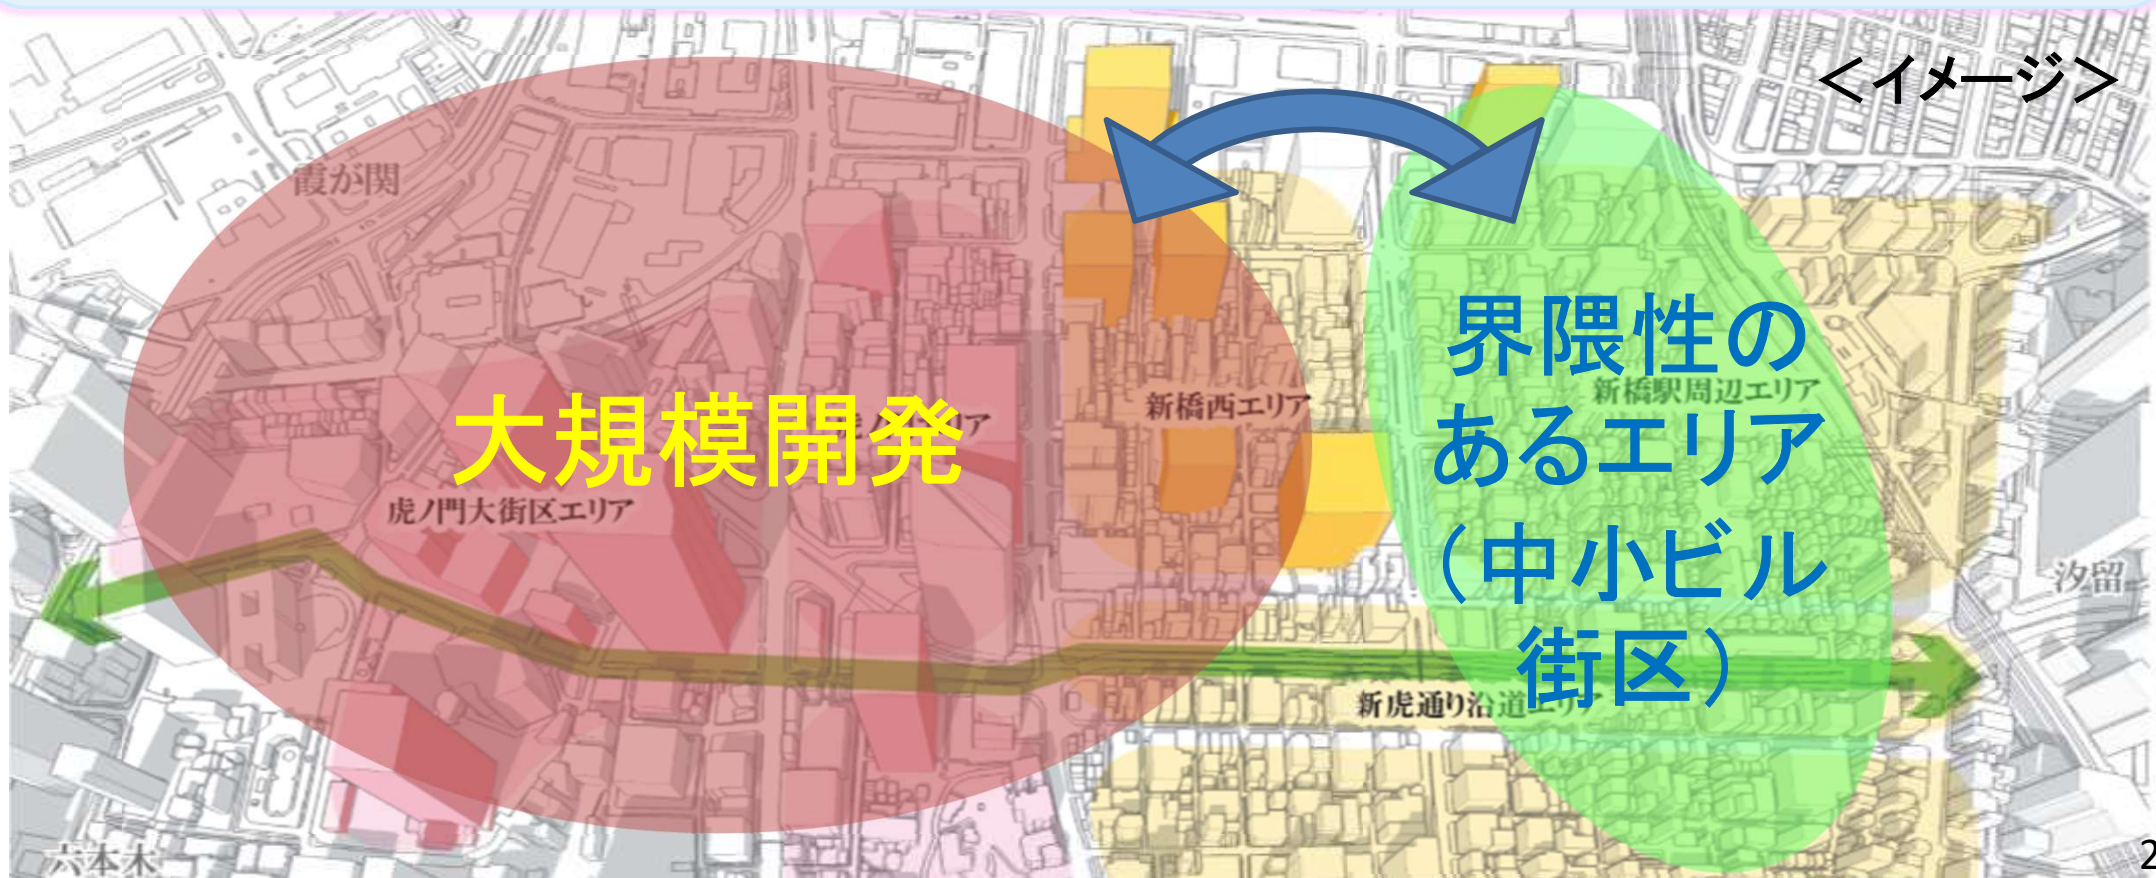 <イメージ>
霞が関
界隈性の
あるエリア
(中小ビル
街区)
新橋駅周辺エリア
新橋西エリア
大規模開発
虎ノ門大街区エリア
汐留
新虎通り沿道エリア
六本木
2